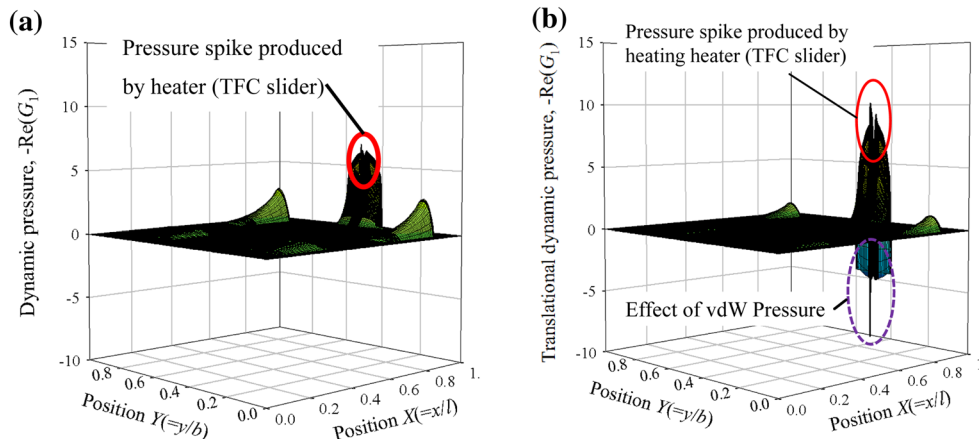 (a)
15
10
5
0
-5
-10
Dynamic pressure, -Re(G1)
Pressure spike produced
by heater (TFC slider)
0.8
0.6
0.4
0.2
0.0
Position Y(=y/b)
0.0
0.2
0.4
0.6
0.8
1.
Position X(=x/l)
(b)
15
10
5
0
-5
-10
Translational dynamic pressure, -Re(G1)
Pressure spike produced by
heating heater (TFC slider)
Effect of vdW Pressure
0.8
0.6
0.4
0.2
0.0
Position Y(=y/b)
0.0
0.2
0.4
0.6
0.8
Position X(=x/l)